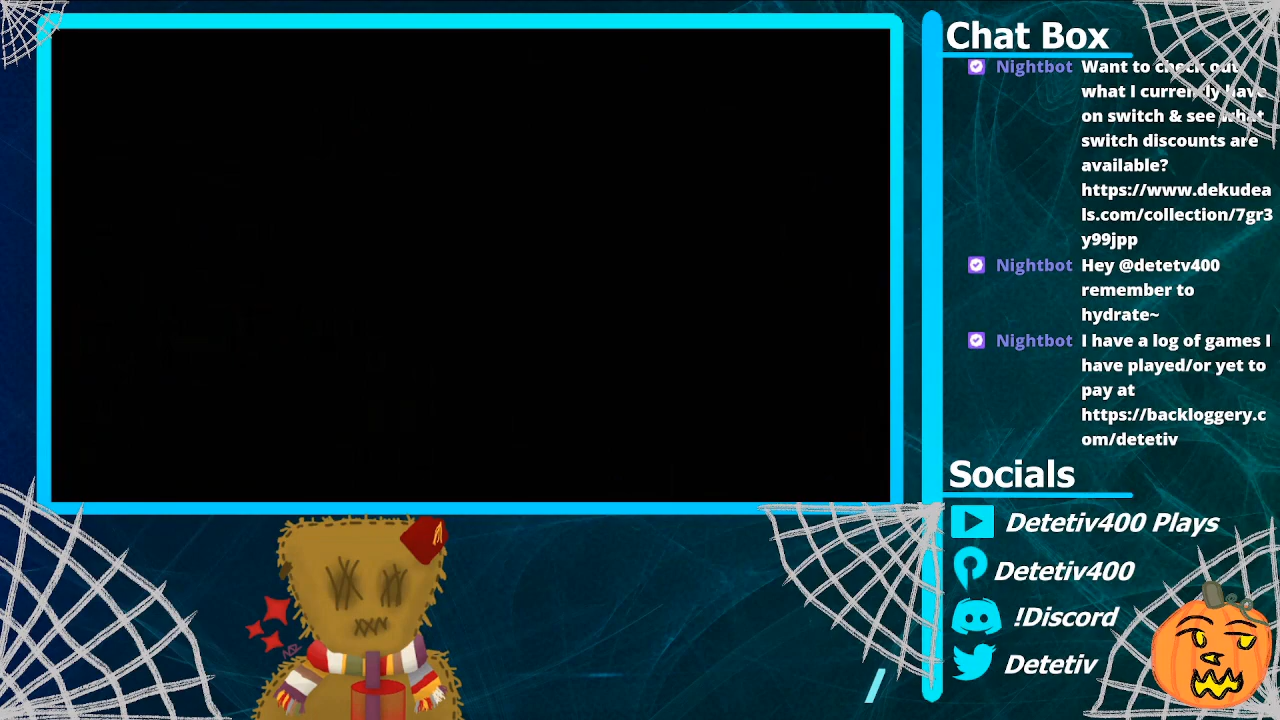 Chat Box
Nightbot Want to check out
what I currently have
on switch & see what
switch discounts are
available?
https://www.dekudea
ls.com/collection/7gr3
y99jpp
Nightbot Hey @detetv400
remember to
hydrate~
Nightbot I have a log of games I
have played/or yet to
pay at
https://backloggery.c
om/detetiv
Socials
Detetiv400 Plays
Detetiv400
!Discord
Detetiv